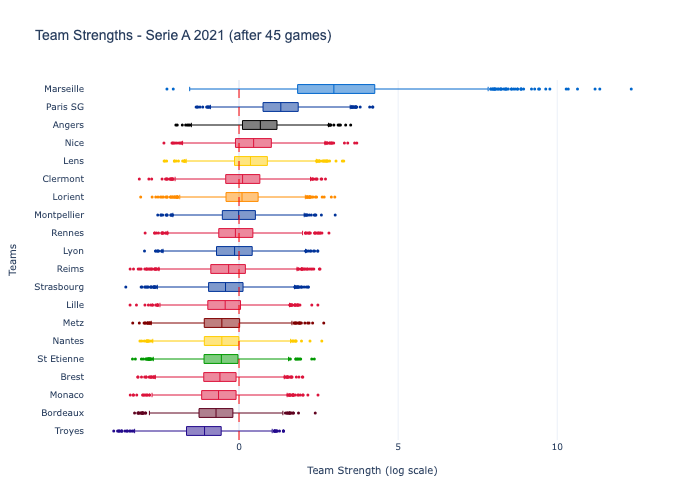 Team Strengths - Serie A 2021 (after 45 games)
Teams
Marseille
Paris SG
Angers
Nice
Lens
Clermont
Lorient
Montpellier
Rennes
Lyon
Reims
Strasbourg
Lille
Metz
Nantes
St Etienne
Brest
Monaco
Bordeaux
Troyes
0 5 10
Team Strength (log scale)